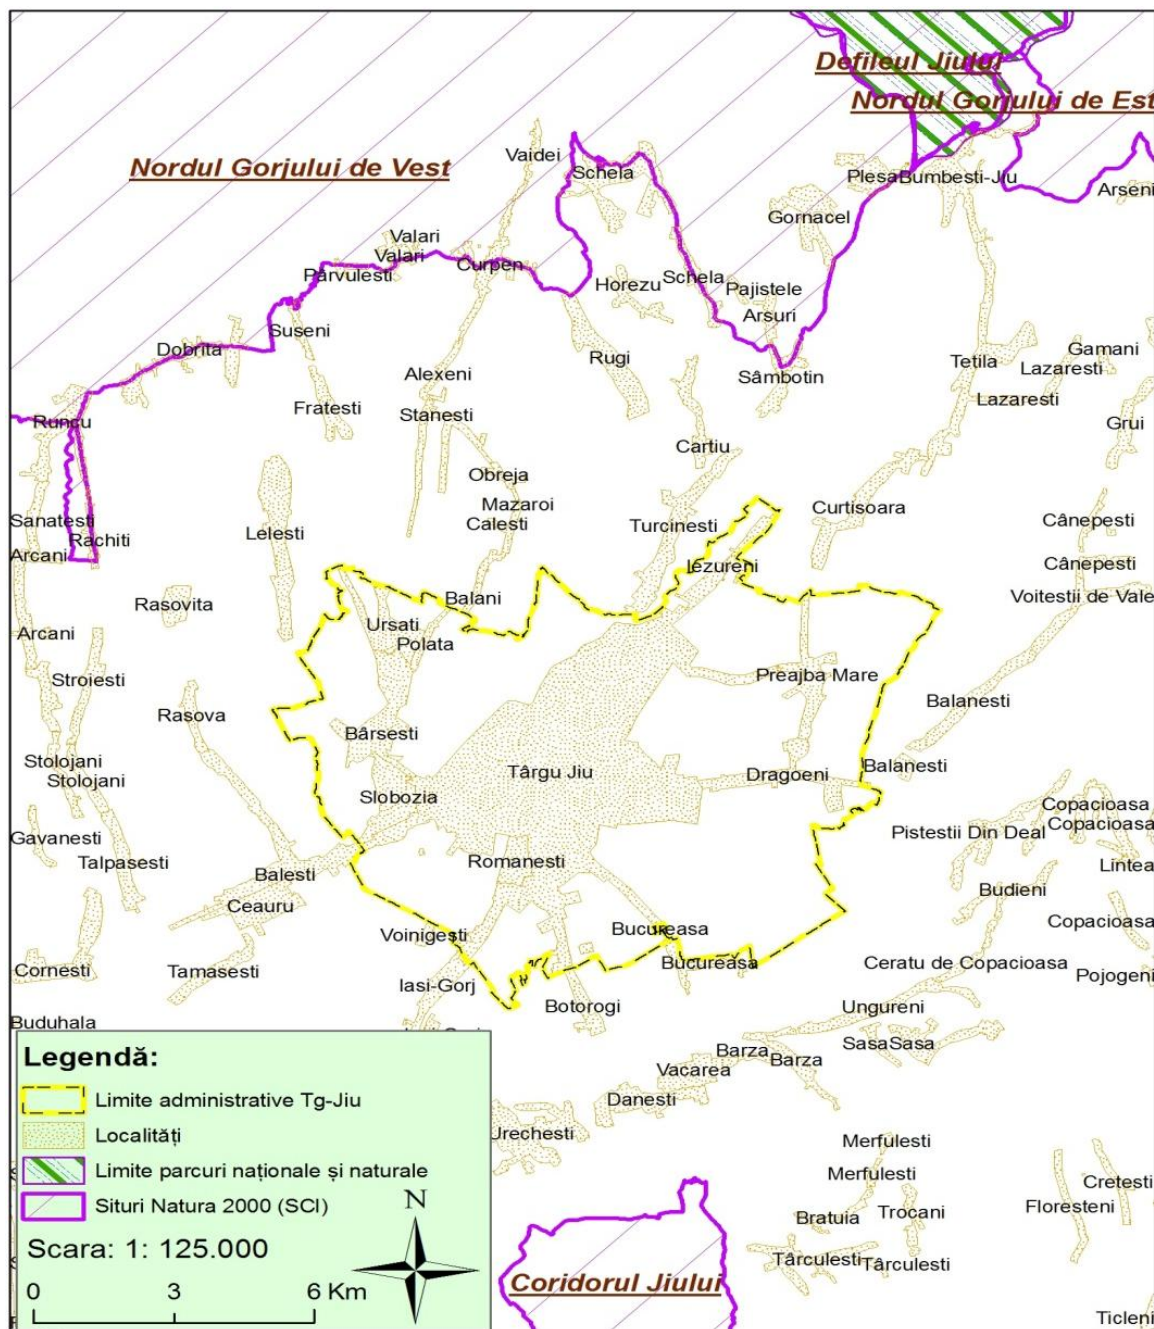 Defileul Jiului
Nordul Gorjului de Est
Nordul Gorjului de Vest
Vaidei
Schela
Plesa
Bumbesti-Jiu
Arseni
Gornacel
Valari
Valari
Curpen
Pârvulesti
Horezu
Schela
Pajistele
Arsuri
Suseni
Dobrita
Rugi
Tetila
Gamani
Lazaresti
Alexeni
Sâmbotin
Fratesti
Stanesti
Lazaresti
Runcu
Grui
Cartiu
Obreja
Mazaroi
Calesti
Curtisoara
Sanatesti
Turcinesti
Cânepesti
Rachiti
Lelesti
Arcani
Iezureni
Cânepesti
Rasovita
Balani
Voitestii de Vale
Ursati
Arcani
Polata
Stroiesti
Preajba Mare
Rasova
Balanesti
Bârsesti
Stolojani
Stolojani
Târgu Jiu
Dragoeni
Balanesti
Slobozia
Copacioasa
Gavanesti
Pistestii Din Deal
Copacioasa
Talpasesti
Romanesti
Lintea
Balesti
Budieni
Ceauru
Copacioasa
Voinigesti
Bucureasa
Cornesti
Tamasesti
Bucureasa
Ceratu de Copacioasa
Pojogeni
Iasi-Gorj
Botorogi
Ungureni
Buduhala
Sasa
Sasa
Barza
Barza
Vacarea
Danesti
Urechesti
Merfulesti
Merfulesti
Cretesti
Floresteni
Bratuia
Trocani
Târculesti
Târculesti
Coridorul Jiului
Ticleni
Legendă:
Limite administrative Tg-Jiu
Localități
Limite parcuri naționale și naturale
Situri Natura 2000 (SCI)
N
Scara: 1: 125.000
0 3 6 Km